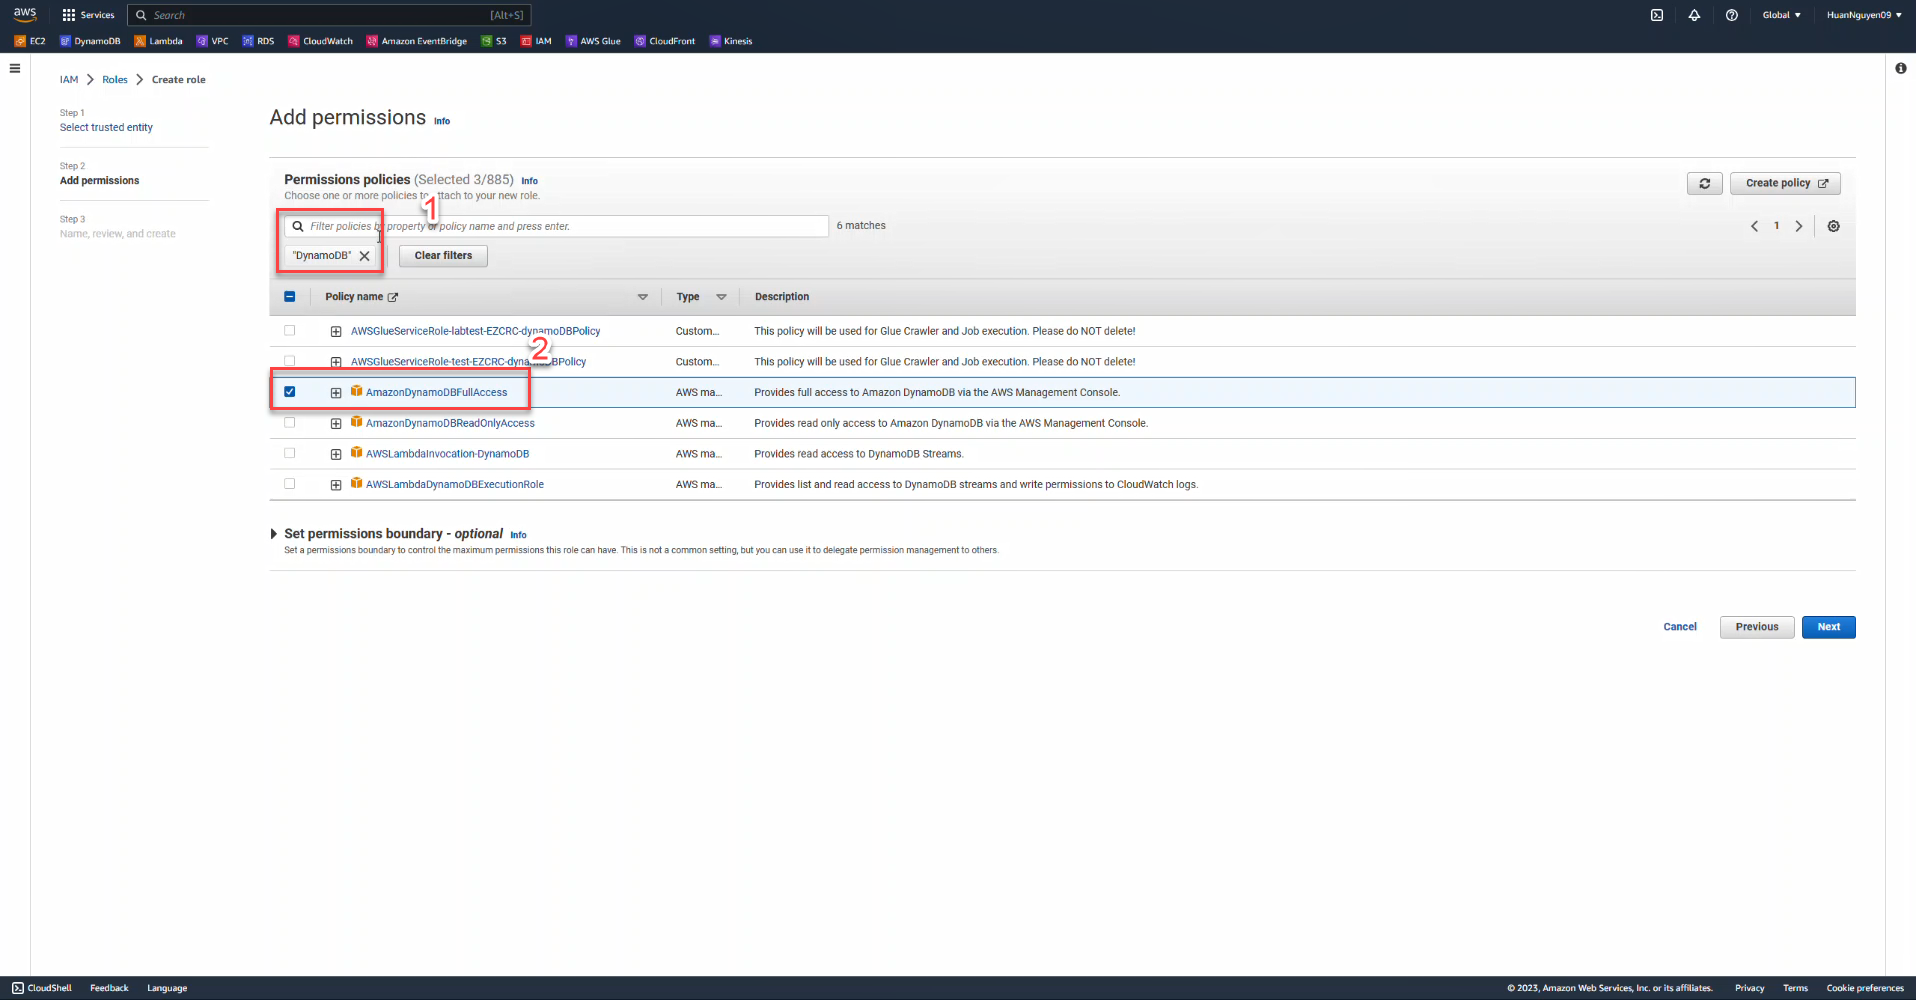 aws Services Search [Alt+S] Global HuanNguyen09
EC2 DynamoDB Lambda VPC RDS CloudWatch Amazon EventBridge S3 IAM AWS Glue CloudFront Kinesis
IAM Roles Create role
Step 1
Select trusted entity
Step 2
Add permissions
Step 3
Name, review, and create
Add permissions Info
Permissions policies (Selected 3/885) Info
Choose one or more policies to attach to your new role.
Create policy
1
Filter policies by property or policy name and press enter.
6 matches
1
"DynamoDB"
Clear filters
Policy name Type Description
AWSGlueServiceRole-labtest-EZCRC-dynamoDBPolicy Custom... This policy will be used for Glue Crawler and Job execution. Please do NOT delete!
2
AWSGlueServiceRole-test-EZCRC-dynamoDBPolicy Custom... This policy will be used for Glue Crawler and Job execution. Please do NOT delete!
AmazonDynamoDBFullAccess AWS ma... Provides full access to Amazon DynamoDB via the AWS Management Console.
AmazonDynamoDBReadOnlyAccess AWS ma... Provides read only access to Amazon DynamoDB via the AWS Management Console.
AWSLambdaInvocation-DynamoDB AWS ma... Provides read access to DynamoDB Streams.
AWSLambdaDynamoDBExecutionRole AWS ma... Provides list and read access to DynamoDB streams and write permissions to CloudWatch logs.
Set permissions boundary - optional Info
Set a permissions boundary to control the maximum permissions this role can have. This is not a common setting, but you can use it to delegate permission management to others.
Cancel Previous Next
CloudShell Feedback Language © 2023, Amazon Web Services, Inc. or its affiliates. Privacy Terms Cookie preferences